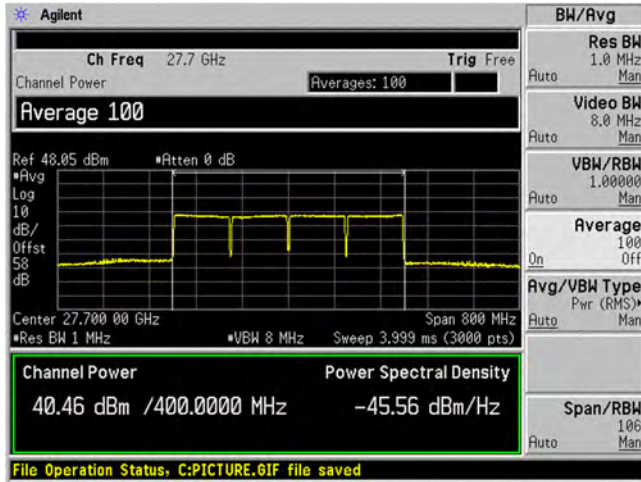 Agilent
BW/Avg
Ch Freq 27.7 GHz Trig Free
Channel Power Averages: 100
Average 100
Ref 48.05 dBm ▪Atten 0 dB
▪Avg
Log
10
dB/
Offst
58
dB
Center 27.700 00 GHz Span 800 MHz
▪Res BW 1 MHz ▪VBW 8 MHz Sweep 3.999 ms (3000 pts)
Channel Power Power Spectral Density
40.46 dBm /400.0000 MHz -45.56 dBm/Hz
File Operation Status, C:PICTURE.GIF file saved
Res BW
1.0 MHz
Auto Man
Video BW
8.0 MHz
Auto Man
VBW/RBW
1.00000
Auto Man
Average
100
On Off
Avg/VBW Type
Pwr (RMS)▸
Auto Man
Span/RBW
106
Auto Man